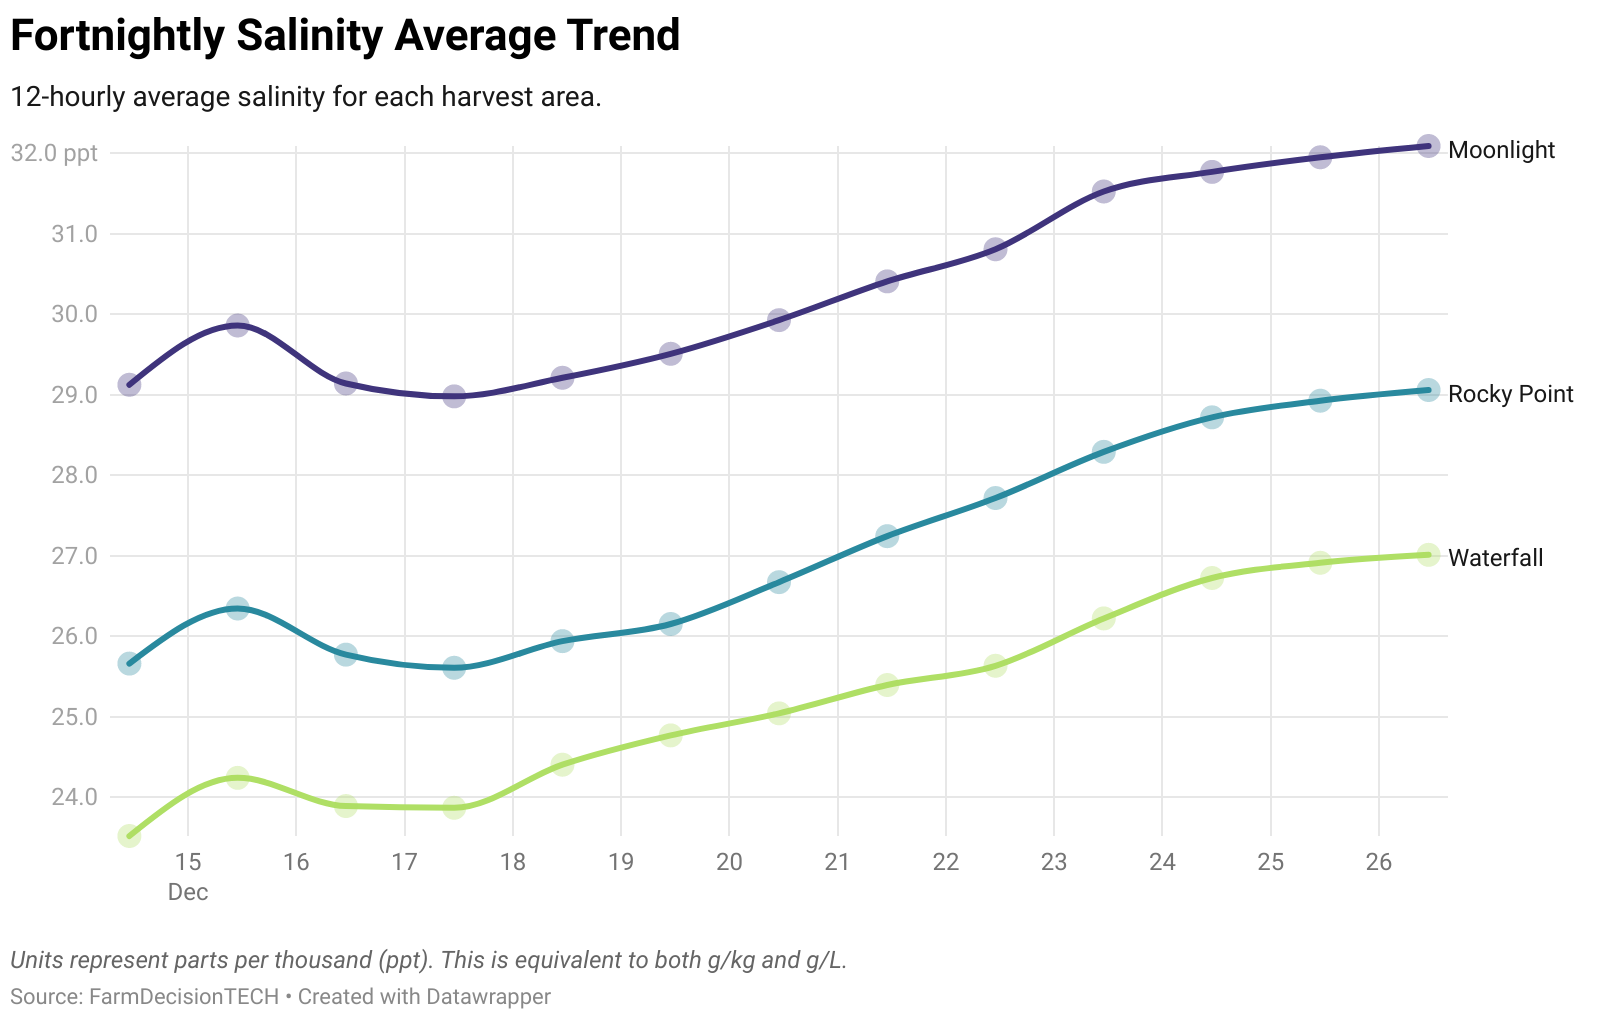 Fortnightly Salinity Average Trend
12-hourly average salinity for each harvest area.
32.0 ppt
Moonlight
31.0
30.0
29.0
Rocky Point
28.0
27.0
Waterfall
26.0
25.0
24.0
15 16 17 18 19 20 21 22 23 24 25 26
Dec
Units represent parts per thousand (ppt). This is equivalent to both g/kg and g/L.
Source: FarmDecisionTECH • Created with Datawrapper